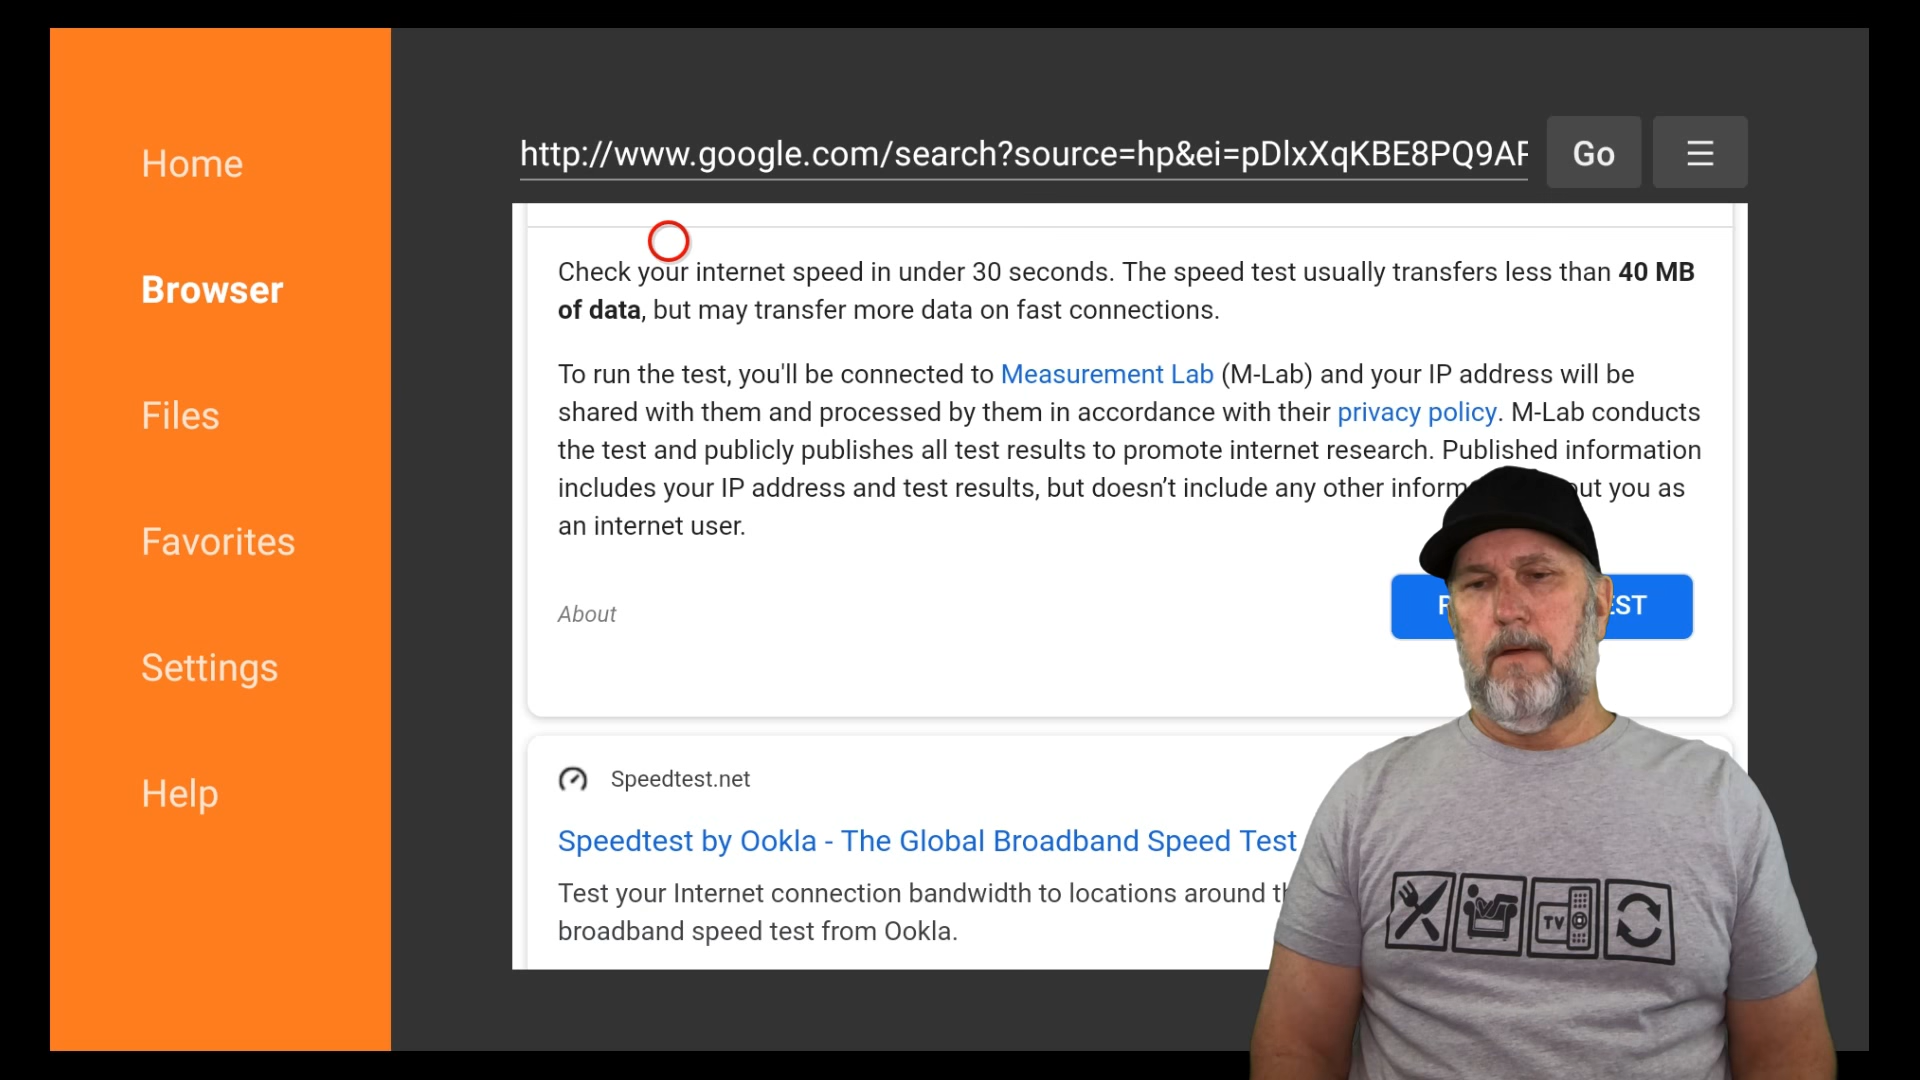 Home
Browser
Files
Favorites
Settings
Help
http://www.google.com/search?source=hp&ei=pDlxXqKBE8PQ9AF
Go
Check your internet speed in under 30 seconds. The speed test usually transfers less than 40 MB
of data, but may transfer more data on fast connections.
To run the test, you'll be connected to Measurement Lab (M-Lab) and your IP address will be
shared with them and processed by them in accordance with their privacy policy. M-Lab conducts
the test and publicly publishes all test results to promote internet research. Published information
includes your IP address and test results, but doesn’t include any other you as
an internet user.
About
Speedtest.net
Speedtest by Ookla - The Global Broadband Speed Test
Test your Internet connection bandwidth to locations around
broadband speed test from Ookla.
TV